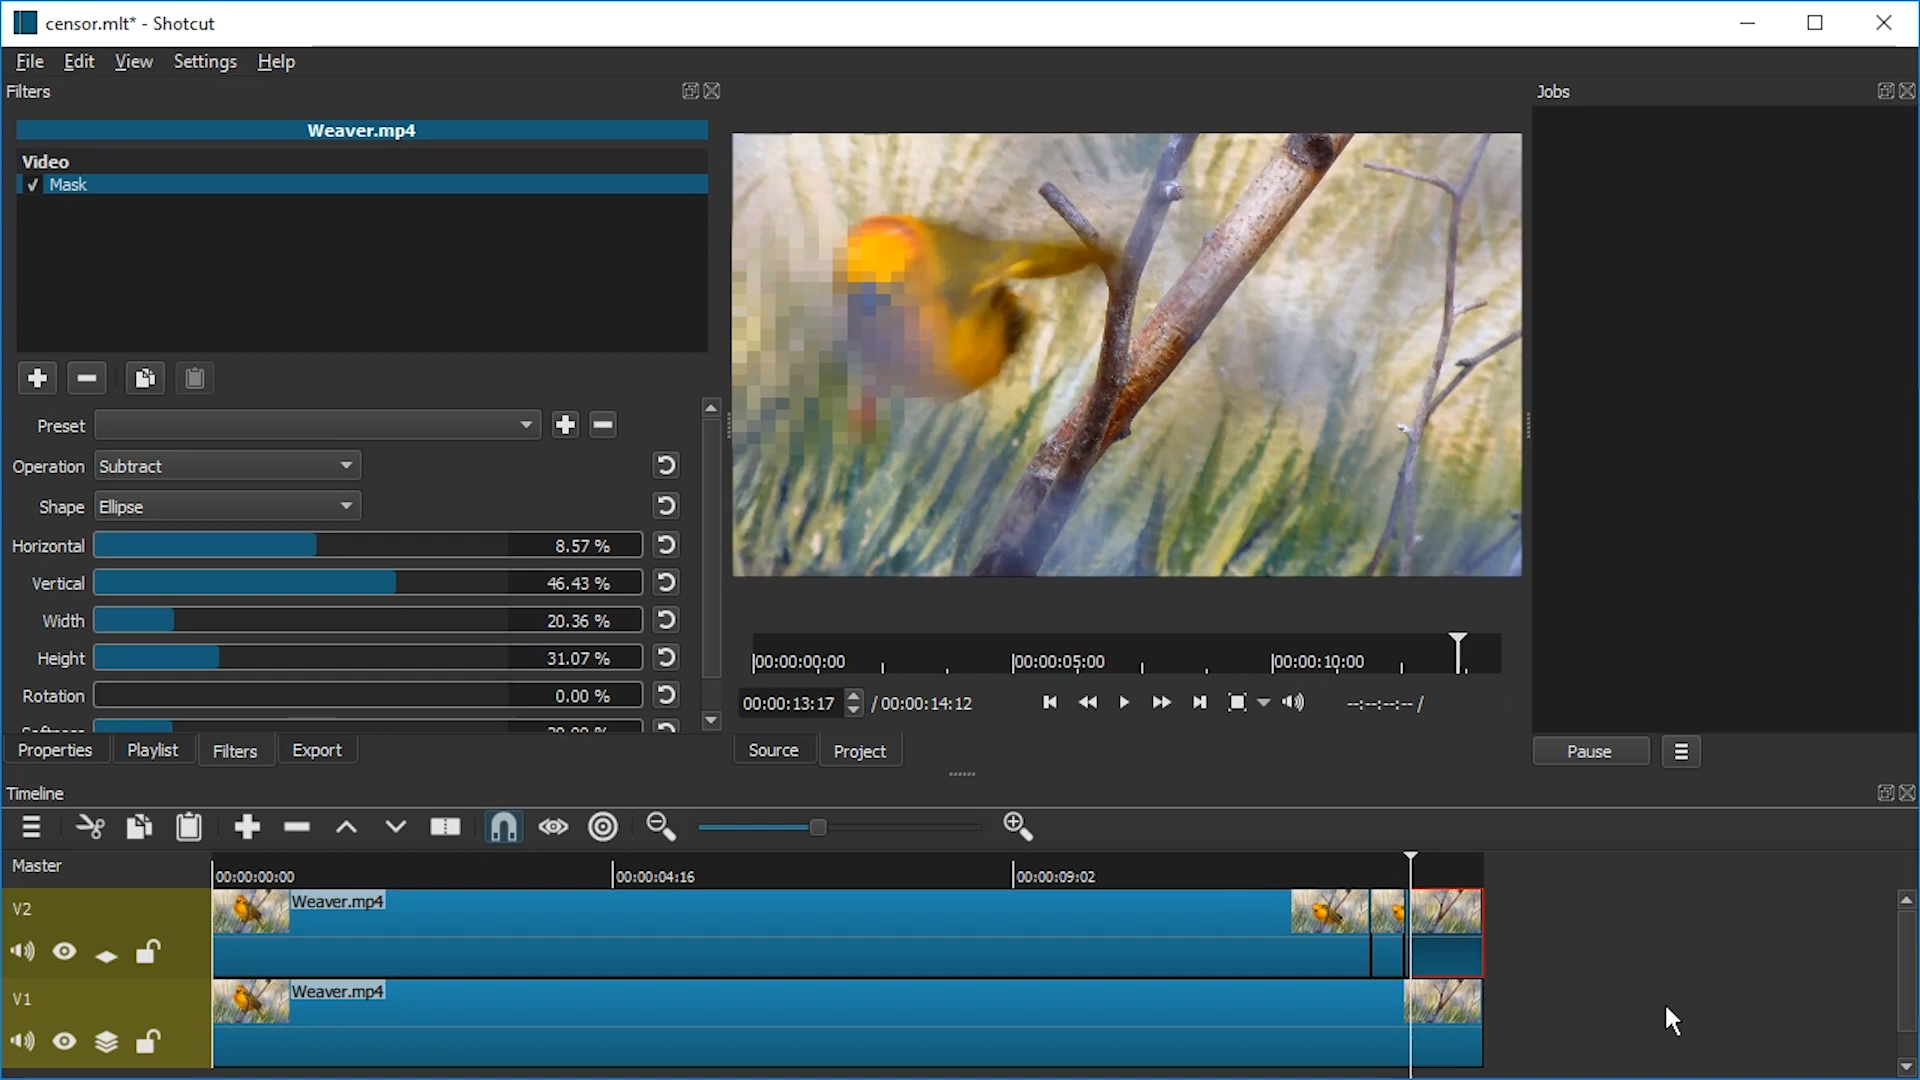 censor.mlt* - Shotcut
File Edit View Settings Help
Filters
Weaver.mp4
Video
✓ Mask
Preset
Operation Subtract
Shape Ellipse
Horizontal 8.57 %
Vertical 46.43 %
Width 20.36 %
Height 31.07 %
Rotation 0.00 %
Properties Playlist Filters Export
00:00:00:00 00:00:05:00 00:00:10:00
00:00:13:17 / 00:00:14:12 --:--:--:-- /
Source Project
Jobs
Pause
Timeline
Master
00:00:00:00 00:00:04:16 00:00:09:02
V2
Weaver.mp4
V1
Weaver.mp4